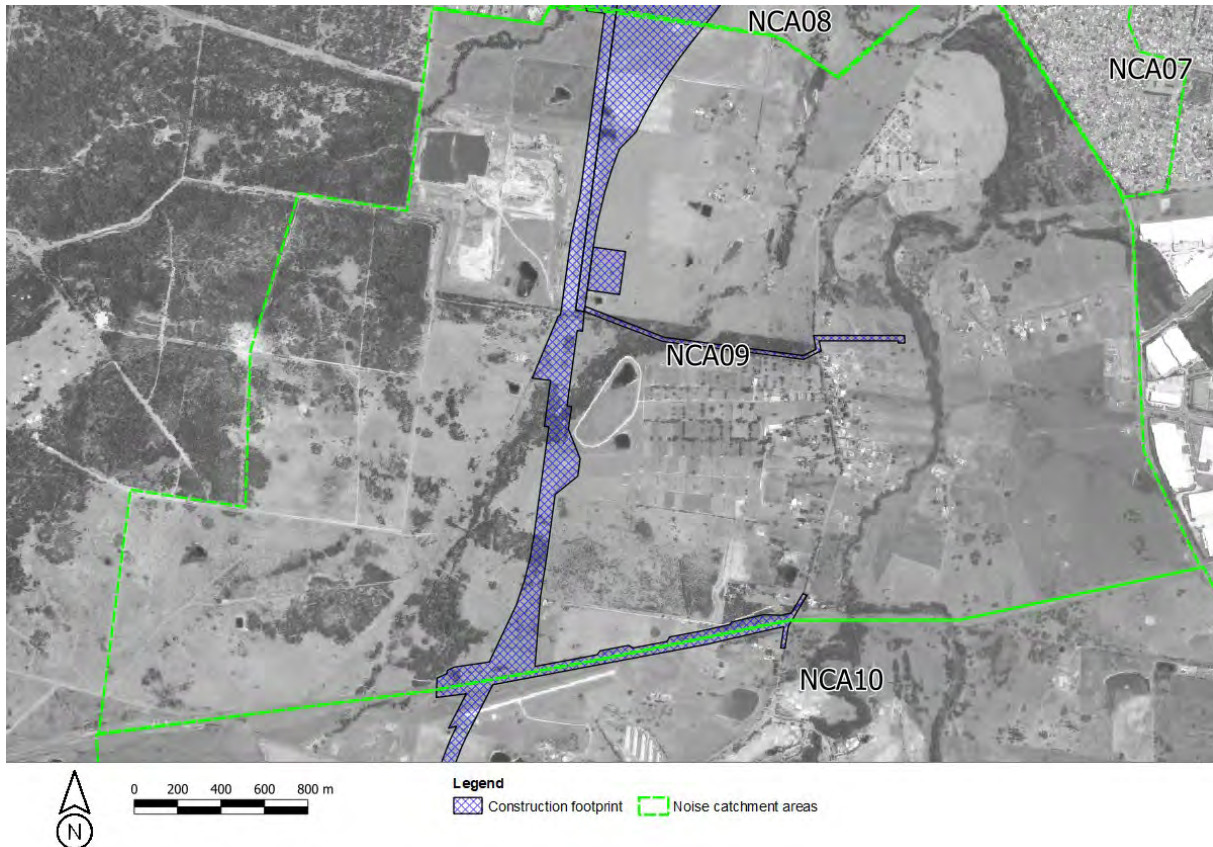 NCA08
NCA07
NCA09
NCA10
N
0 200 400 600 800 m
Legend
Construction footprint
Noise catchment areas